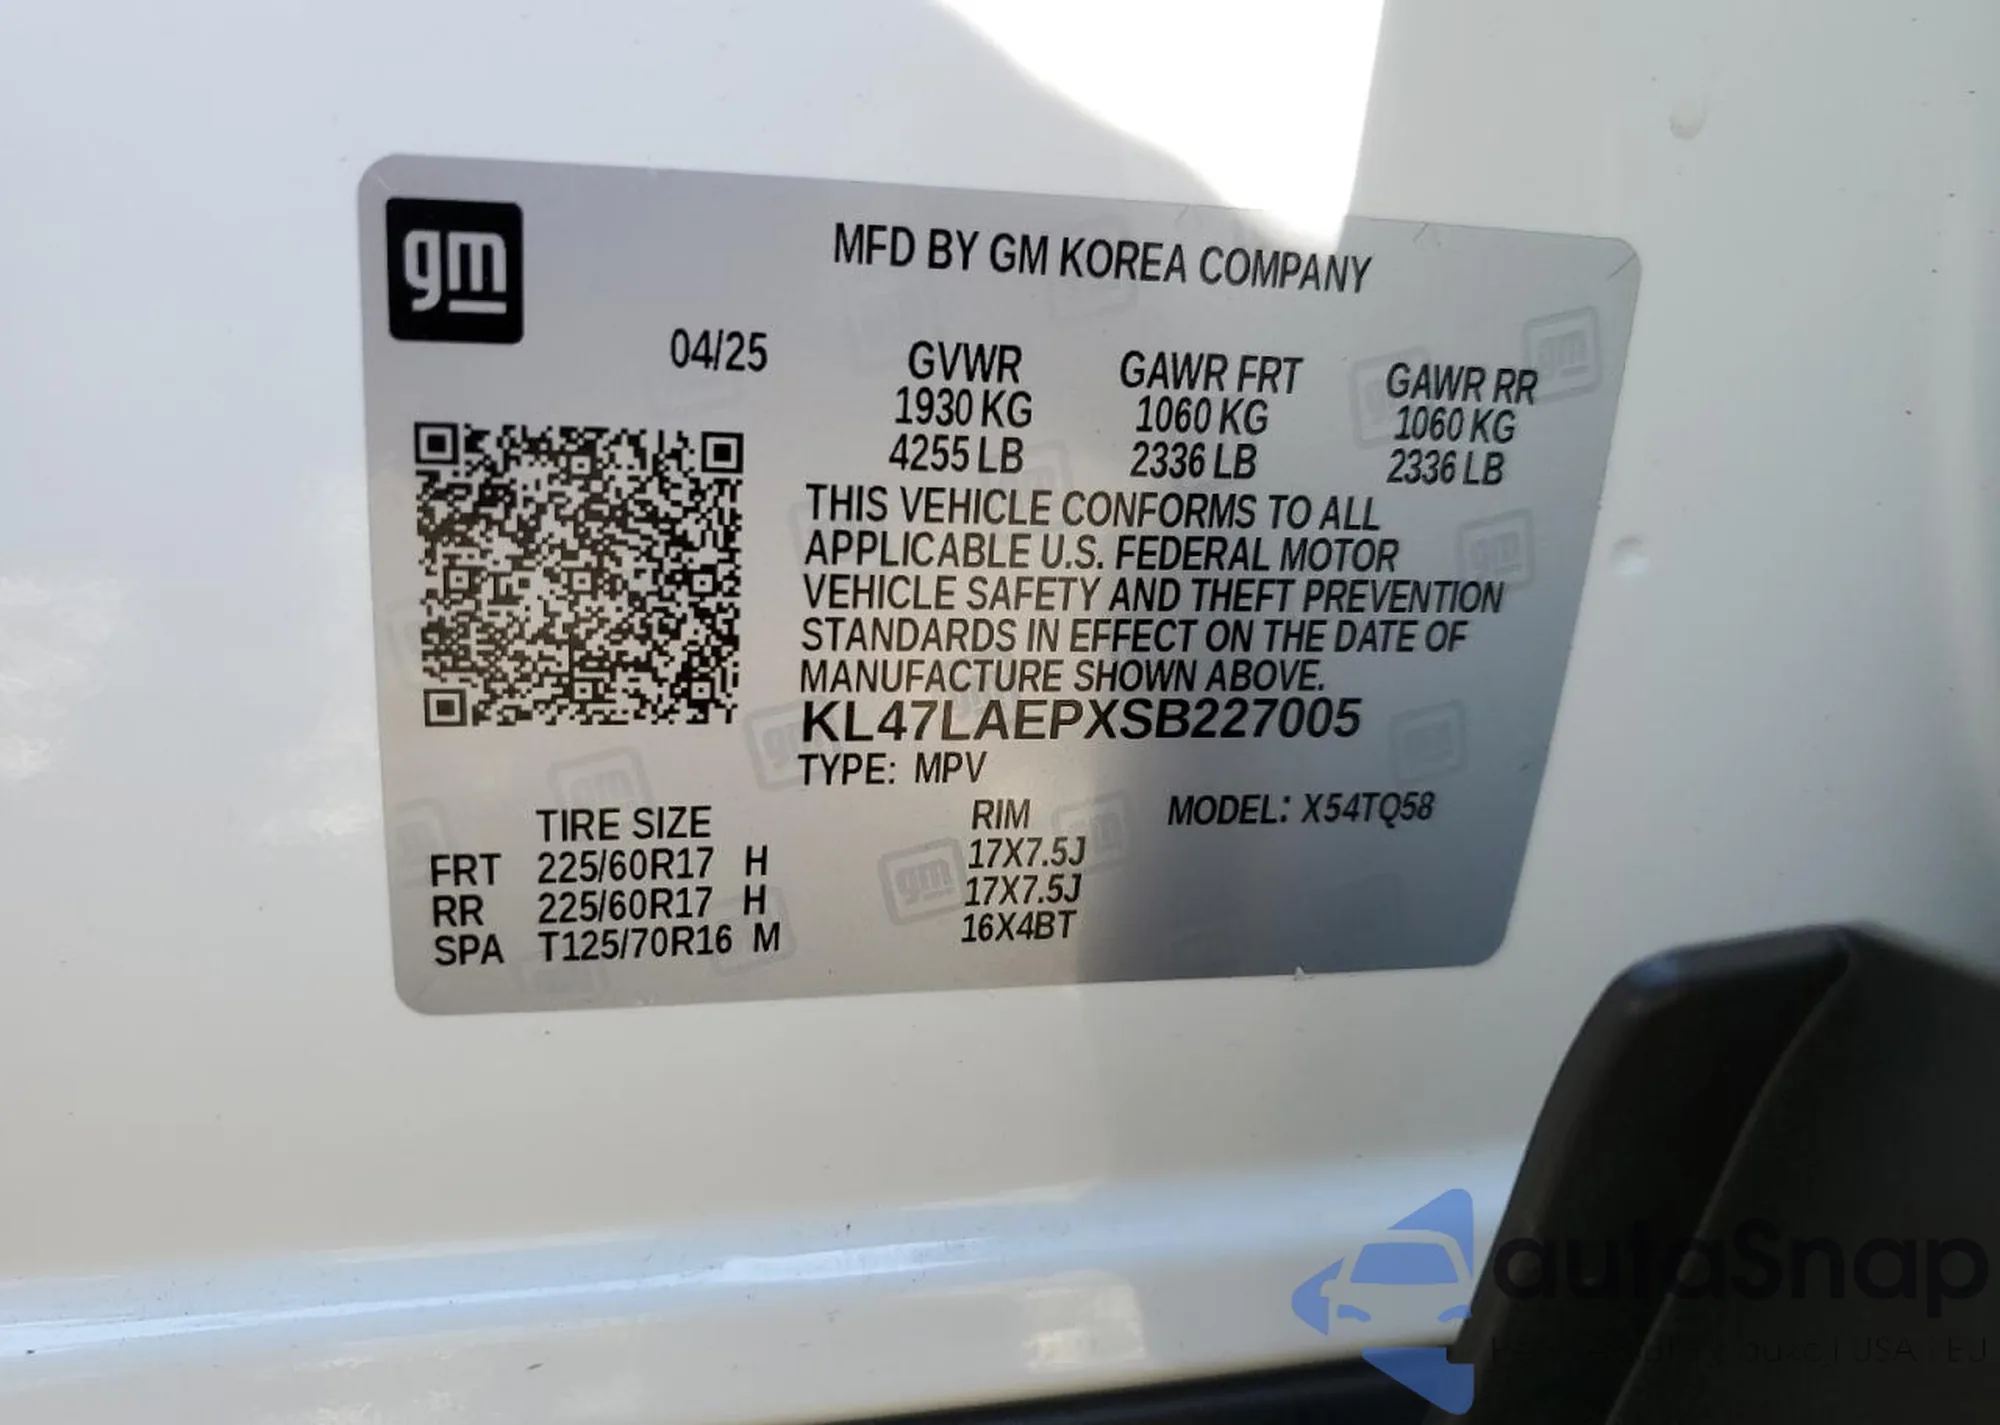 gm
MFD BY GM KOREA COMPANY
04/25
GVWR GAWR FRT GAWR RR
1930 KG 1060 KG 1060 KG
4255 LB 2336 LB 2336 LB
THIS VEHICLE CONFORMS TO ALL
APPLICABLE U.S. FEDERAL MOTOR
VEHICLE SAFETY AND THEFT PREVENTION
STANDARDS IN EFFECT ON THE DATE OF
MANUFACTURE SHOWN ABOVE.
KL47LAEPXSB227005
TYPE: MPV
TIRE SIZE RIM MODEL: X54TQ58
FRT 225/60R17 H 17X7.5J
RR 225/60R17 H 17X7.5J
SPA T125/70R16 M 16X4BT
autaSnap
USA